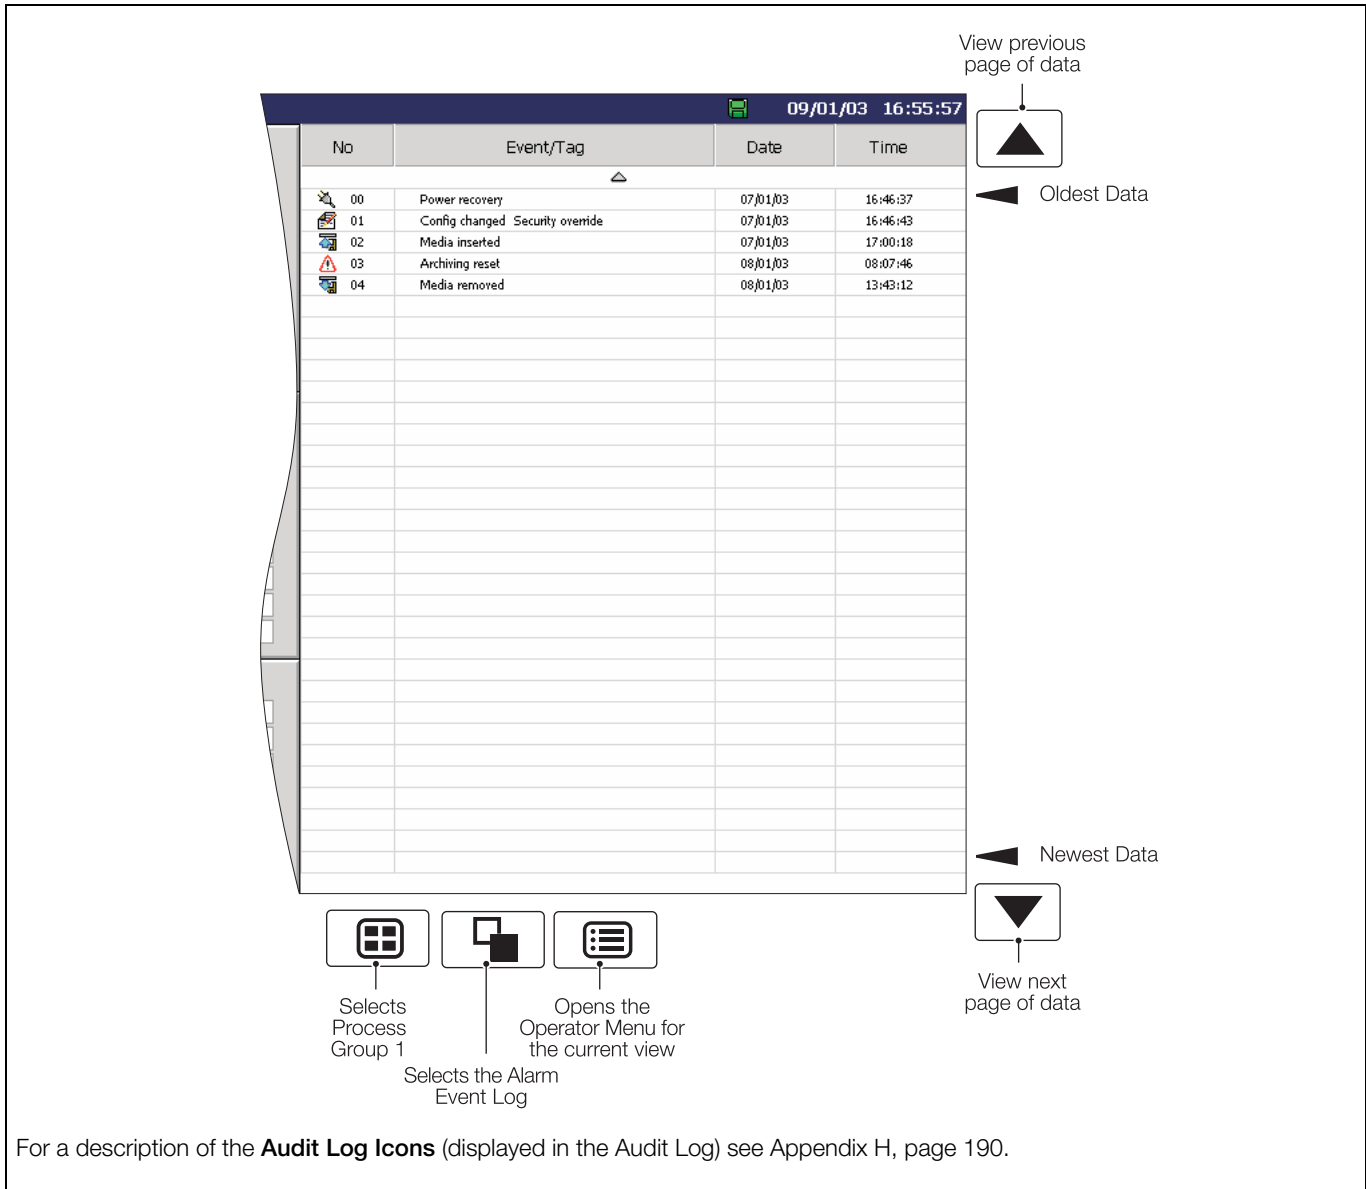 View previous
page of data
09/01/03 16:55:57
No Event/Tag Date Time
Oldest Data
00 Power recovery 07/01/03 16:46:37
01 Config changed Security override 07/01/03 16:46:43
02 Media inserted 07/01/03 17:00:18
03 Archiving reset 08/01/03 08:07:46
04 Media removed 08/01/03 13:43:12
Newest Data
View next
page of data
Selects
Process
Group 1
Selects the Alarm
Event Log
Opens the
Operator Menu for
the current view
For a description of the Audit Log Icons (displayed in the Audit Log) see Appendix H, page 190.